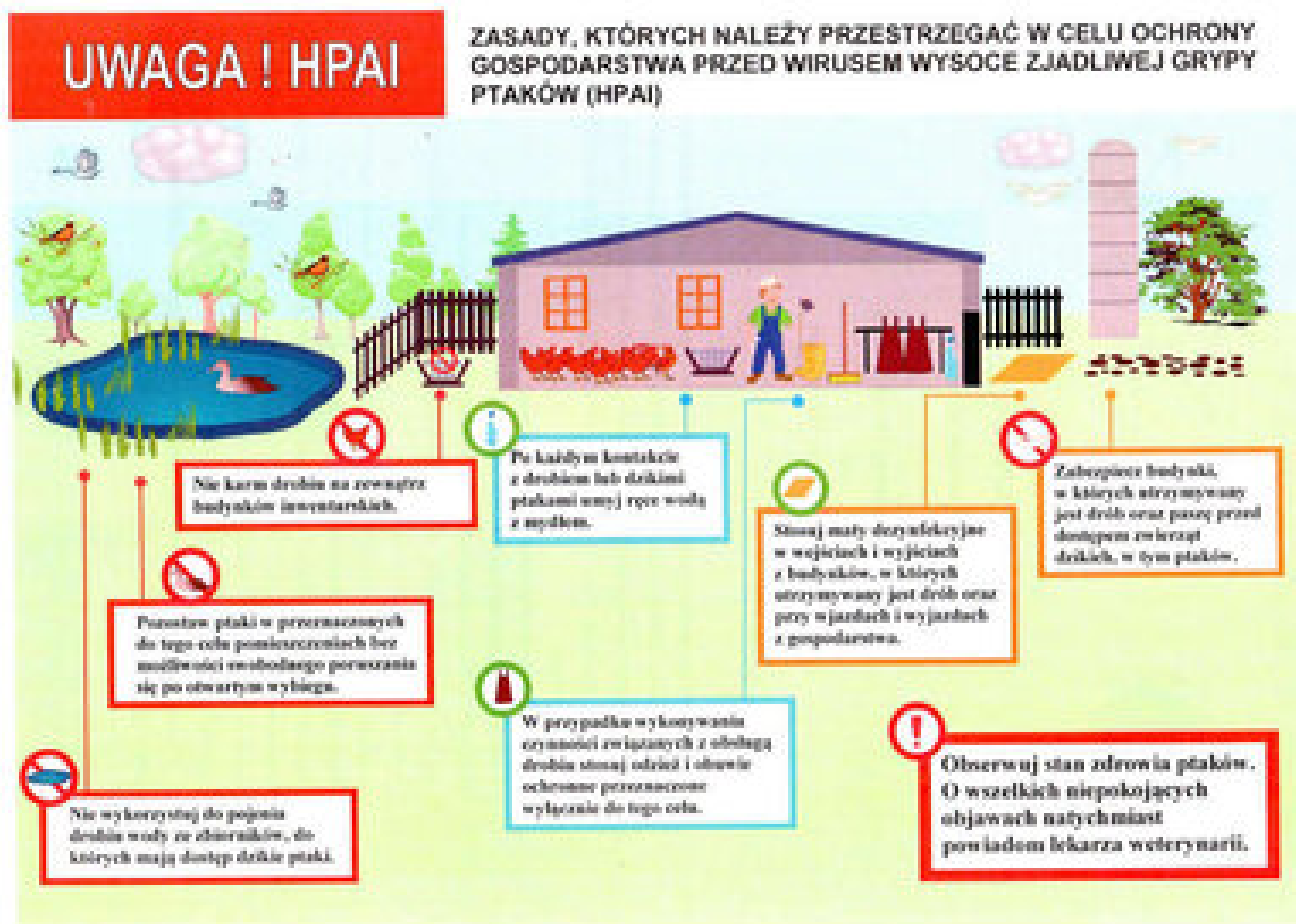 UWAGA ! HPAI
ZASADY, KTÓRYCH NALEŻY PRZESTRZEGAĆ W CELU OCHRONY
GOSPODARSTWA PRZED WIRUSEM WYSOCE ZJADLIWEJ GRYPY
PTAKÓW (HPAI)
Nie karm drobiu na zewnątrz
budynków inwentarskich.
Po każdym kontakcie
z drobiem lub dzikimi
ptakami umyj ręce wodą
z mydłem.
Stosuj maty dezynfekcyjne
w wejściach i wyjściach
z budynków, w których
utrzymywany jest drób oraz
przy wjazdach i wyjazdach
z gospodarstwa.
Zabezpiecz budynki,
w których utrzymywany
jest drób oraz paszę przed
dostępem zwierząt
dzikich, w tym ptaków.
Pozostaw ptaki w przeznaczonych
do tego celu pomieszczeniach bez
możliwości swobodnego poruszania
się po otwartym wybiegu.
W przypadku wykonywania
czynności związanych z obsługą
drobiu stosuj odzież i obuwie
ochronne przeznaczone
wyłącznie do tego celu.
Nie wykorzystuj do pojenia
drobiu wody ze zbiorników, do
których mają dostęp dzikie ptaki.
Obserwuj stan zdrowia ptaków.
O wszelkich niepokojących
objawach natychmiast
powiadom lekarza weterynarii.